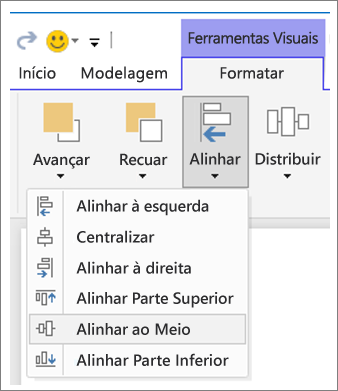 Ferramentas Visuais
Início Modelagem Formatar
Avançar Recuar Alinhar Distribuir
Alinhar à esquerda
Centralizar
Alinhar à direita
Alinhar Parte Superior
Alinhar ao Meio
Alinhar Parte Inferior